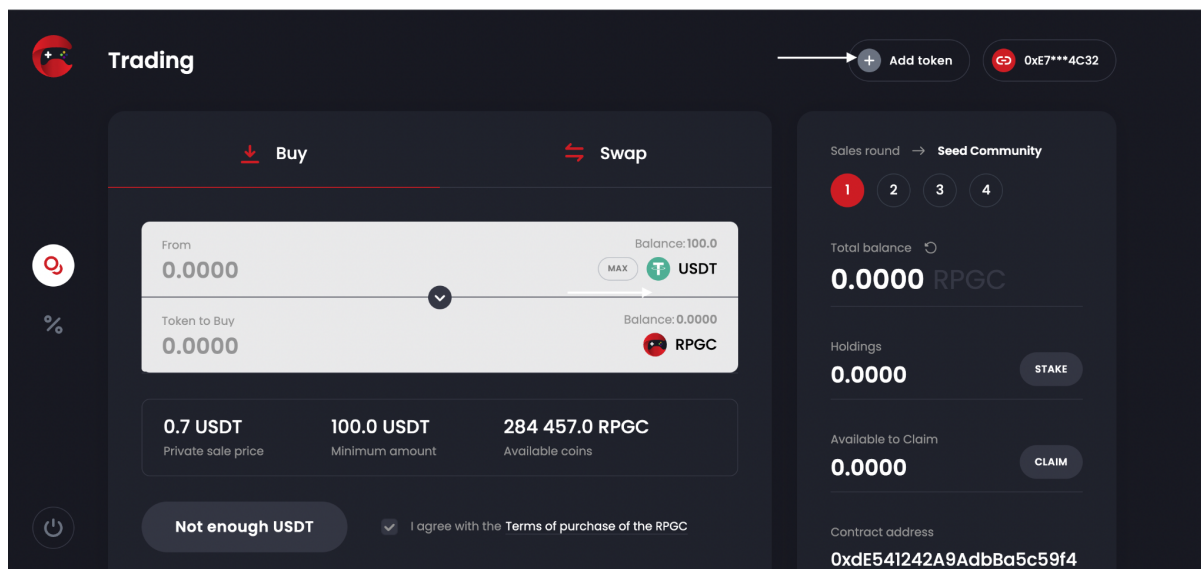 Trading
Add token
0xE7***4C32
Buy
Swap
From
Balance: 100.0
0.0000
MAX
USDT
Token to Buy
Balance: 0.0000
0.0000
RPGC
0.7 USDT
Private sale price
100.0 USDT
Minimum amount
284 457.0 RPGC
Available coins
Not enough USDT
I agree with the Terms of purchase of the RPGC
Sales round → Seed Community
1 2 3 4
Total balance
0.0000 RPGC
Holdings
0.0000
STAKE
Available to Claim
0.0000
CLAIM
Contract address
0xdE541242A9AdbBa5c59f4